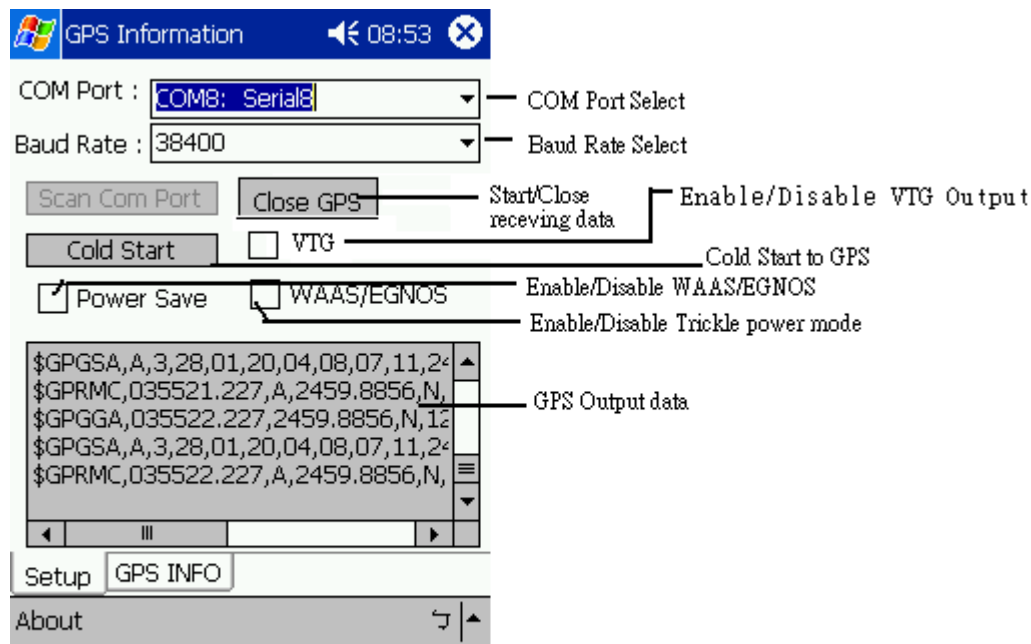 GPS Information 08:53
COM Port : COM8: Serial8 COM Port Select
Baud Rate : 38400 Baud Rate Select
Scan Com Port Close GPS Start/Close receving data Enable/Disable VTG Output
Cold Start VTG Cold Start to GPS
Power Save WAAS/EGNOS Enable/Disable WAAS/EGNOS
Enable/Disable Trickle power mode
$GPGSA,A,3,28,01,20,04,08,07,11,24
$GPRMC,035521.227,A,2459.8856,N,
$GPGGA,035522.227,2459.8856,N,12 GPS Output data
$GPGSA,A,3,28,01,20,04,08,07,11,24
$GPRMC,035522.227,A,2459.8856,N,
Setup GPS INFO
About